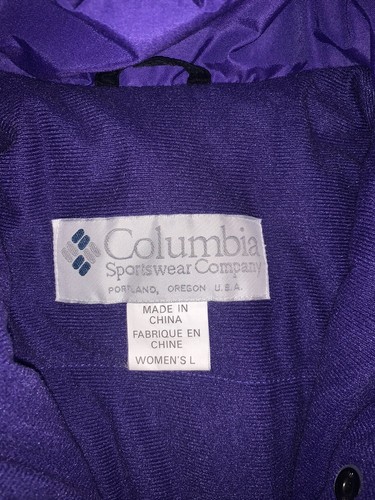 Columbia
Sportswear Company
PORTLAND, OREGON U.S.A.
MADE IN
CHINA
FABRIQUE EN
CHINE
WOMEN'S L